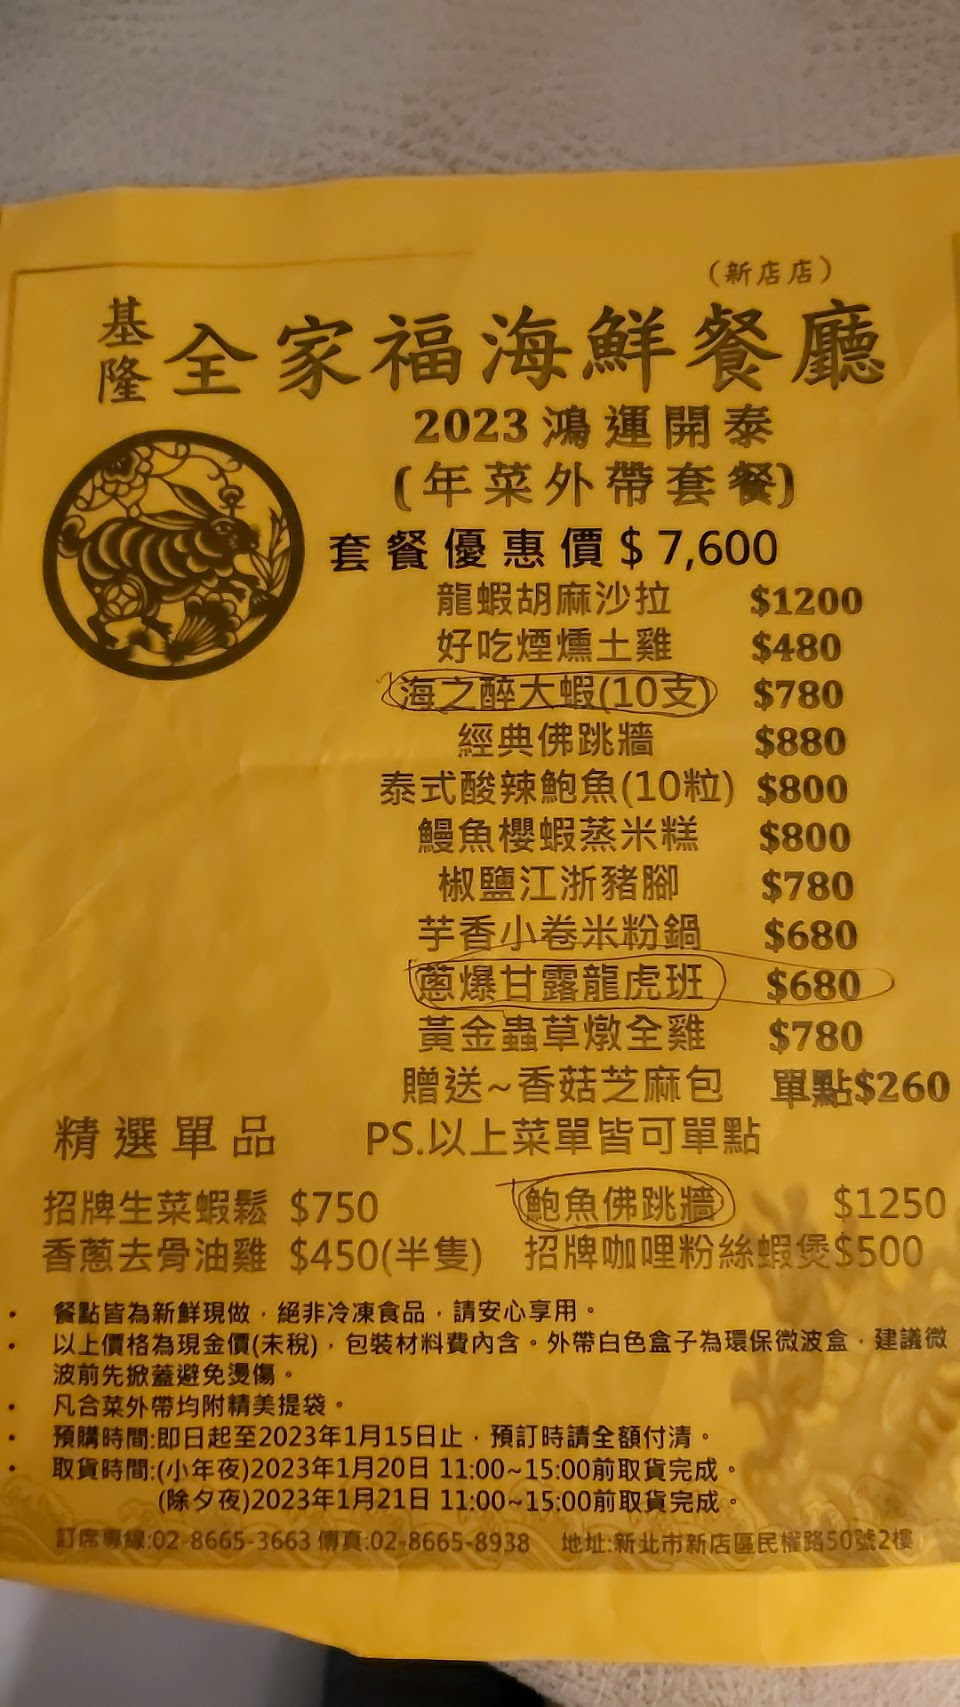 (新店店)
基隆 全家福海鮮餐廳
2023 鴻運開泰
(年菜外帶套餐)
套餐優惠價$7,600
龍蝦胡麻沙拉 $1200
好吃煙燻土雞 $480
海之醉大蝦(10支) $780
經典佛跳牆 $880
泰式酸辣鮑魚(10粒) $800
鰻魚櫻蝦蒸米糕 $800
椒鹽江浙豬腳 $780
芋香小卷米粉鍋 $680
蔥爆甘露龍虎班 $680
黃金蟲草燉全雞 $780
贈送~香菇芝麻包 單點$260
精選單品 PS.以上菜單皆可單點
招牌生菜蝦鬆 $750 鮑魚佛跳牆 $1250
香蔥去骨油雞 $450(半隻) 招牌咖哩粉絲蝦煲$500
• 餐點皆為新鮮現做，絕非冷凍食品，請安心享用。
• 以上價格為現金價(未稅)，包裝材料費內含。外帶白色盒子為環保微波盒，建議微
波前先掀蓋避免燙傷。
• 凡合菜外帶均附精美提袋。
• 預購時間:即日起至2023年1月15日止，預訂時請全額付清。
• 取貨時間:(小年夜)2023年1月20日 11:00~15:00前取貨完成。
(除夕夜)2023年1月21日 11:00~15:00前取貨完成。
訂席專線:02-8665-3663 傳真:02-8665-8938 地址:新北市新店區民權路50號2樓